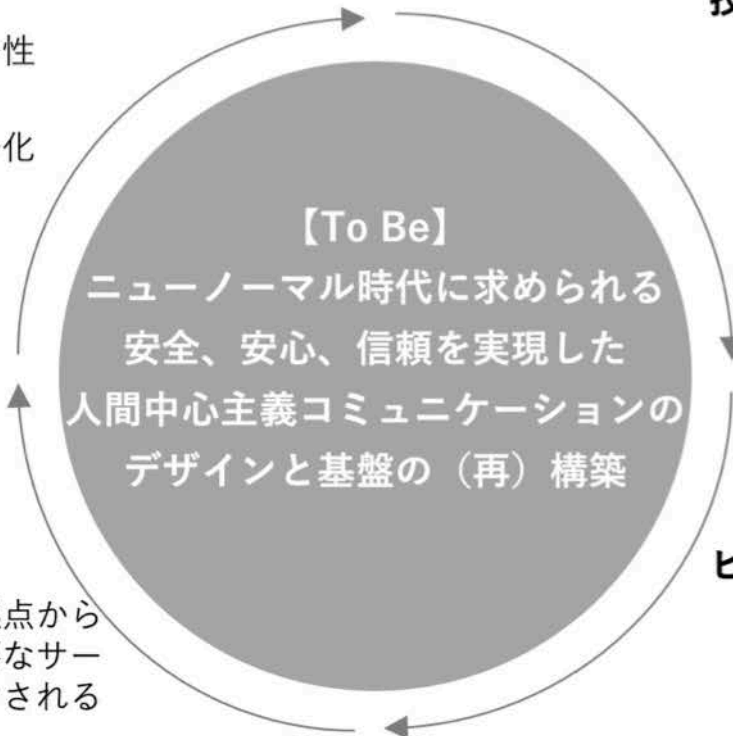 性
化
【To Be】
ニューノーマル時代に求められる
安全、安心、信頼を実現した
人間中心主義コミュニケーションの
デザインと基盤の（再）構築
点から
なサー
される